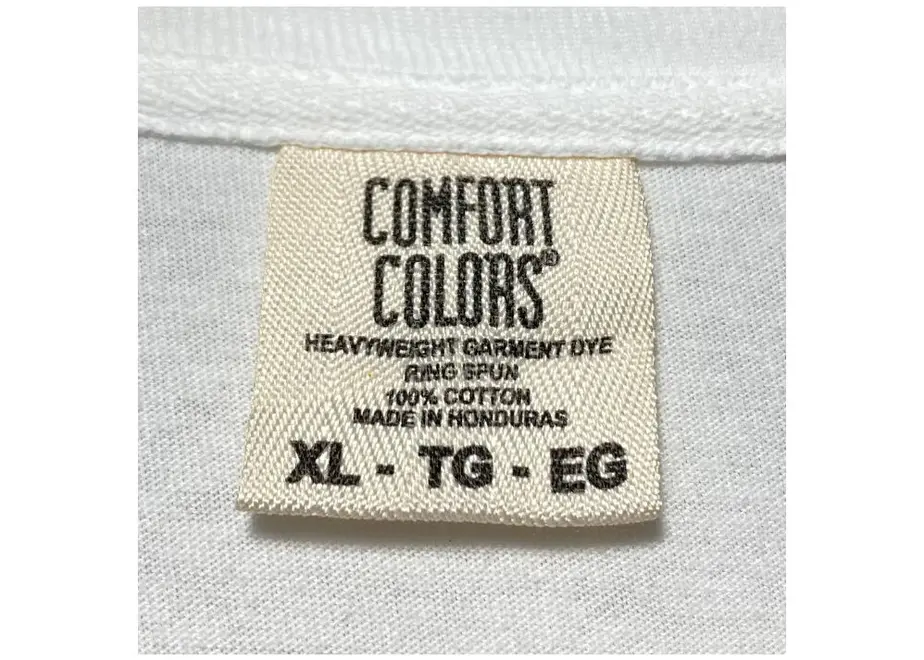 COMFORT
COLORS®
HEAVYWEIGHT GARMENT DYE
RING SPUN
100% COTTON
MADE IN HONDURAS
XL - TG - EG